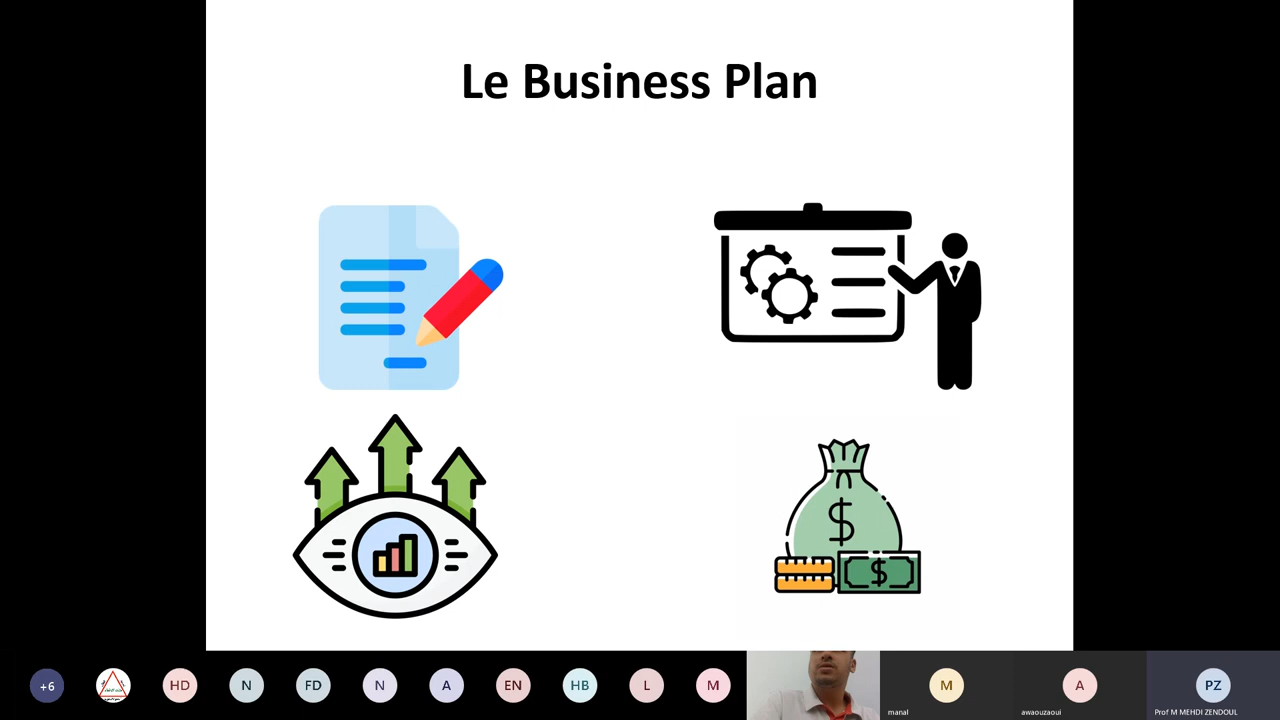 Le Business Plan
$
$
+6
HD
N
FD
N
A
EN
HB
L
M
M
A
PZ
manal
awaouzaoui
Prof M MEHDI ZENDOUL